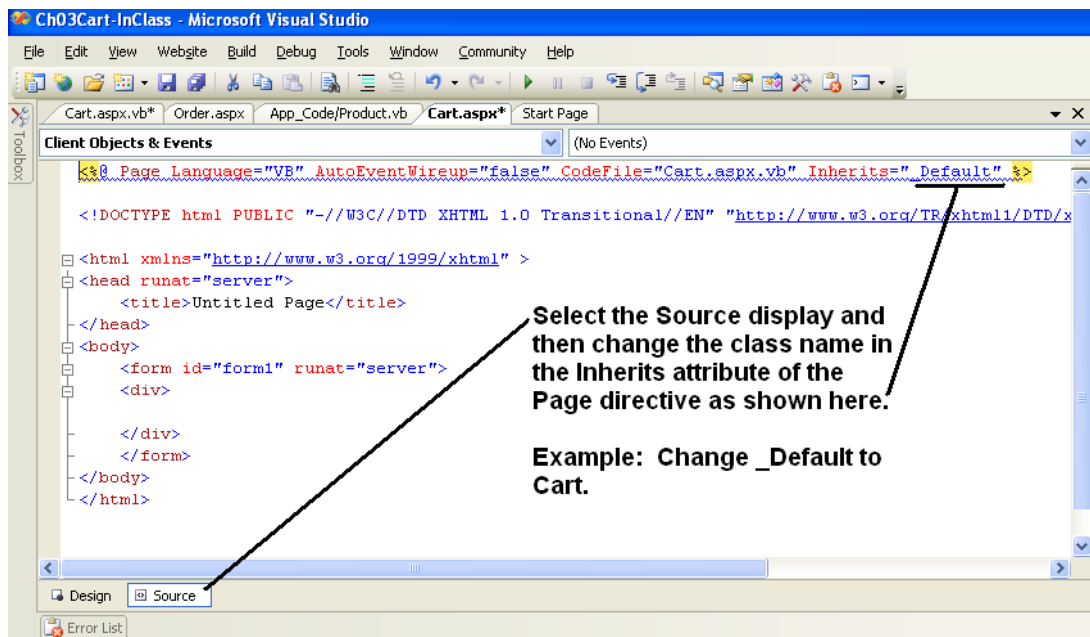 Ch03Cart-InClass - Microsoft Visual Studio
File Edit View Website Build Debug Tools Window Community Help
Toolbox
Cart.aspx.vb* Order.aspx App_Code/Product.vb Cart.aspx* Start Page
Client Objects & Events (No Events)
<%@ Page Language="VB" AutoEventWireup="false" CodeFile="Cart.aspx.vb" Inherits="_Default" %>
<!DOCTYPE html PUBLIC "-//W3C//DTD XHTML 1.0 Transitional//EN" "http://www.w3.org/TR/xhtml1/DTD/x
<html xmlns="http://www.w3.org/1999/xhtml" >
<head runat="server">
<title>Untitled Page</title>
</head>
<body>
<form id="form1" runat="server">
<div>
</div>
</form>
</body>
</html>
Select the Source display and
then change the class name in
the Inherits attribute of the
Page directive as shown here.
Example: Change _Default to
Cart.
Design Source
Error List